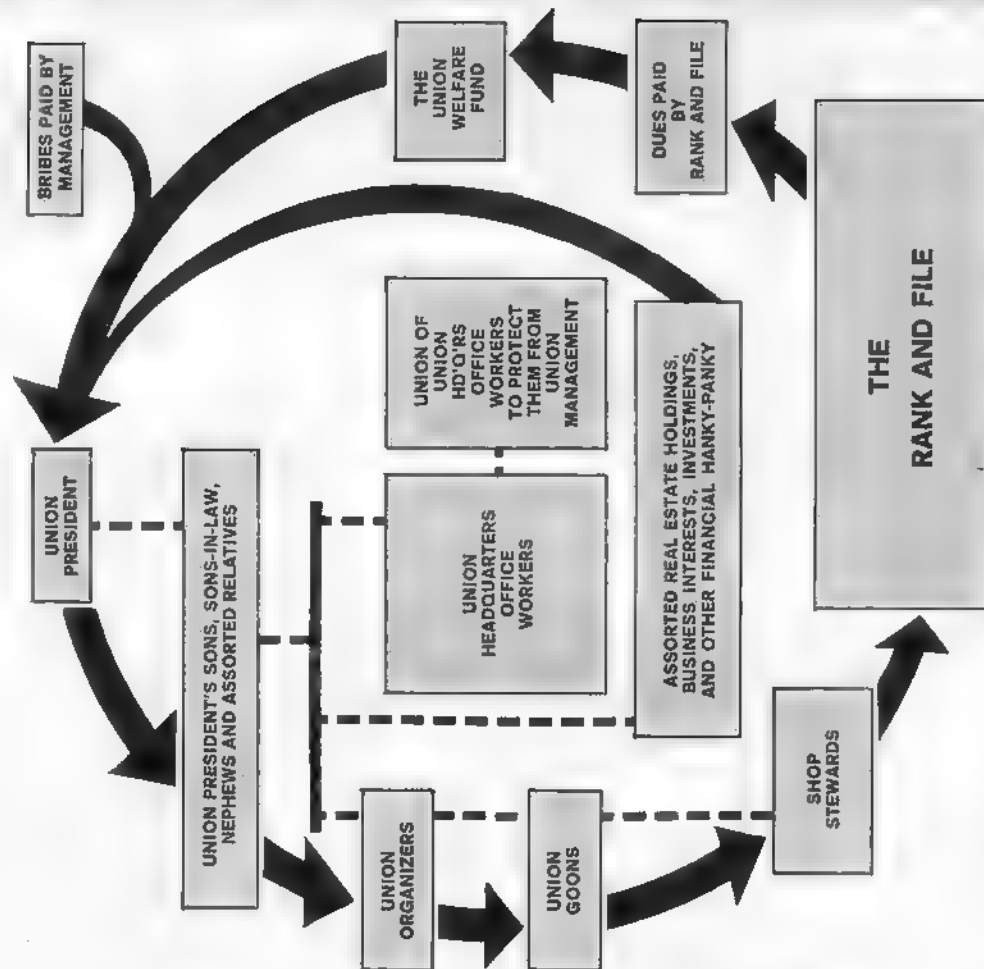 UNION
PRESIDENT
BRIBES PAID BY
MANAGEMENT
UNION PRESIDENT'S SONS, SONS-IN-LAW,
NEPHEWS AND ASSORTED RELATIVES
UNION
ORGANIZERS
UNION
HEADQUARTERS
OFFICE
WORKERS
UNION OF
UNION
HD'Q'RS
OFFICE
WORKERS
TO PROTECT
THEM FROM
UNION
MANAGEMENT
THE
UNION
WELFARE
FUND
UNION
GOONS
ASSORTED REAL ESTATE HOLDINGS,
BUSINESS INTERESTS, INVESTMENTS,
AND OTHER FINANCIAL HANKY-PANKY
DUES PAID
BY
RANK AND FILE
SHOP
STEWARDS
THE
RANK AND FILE